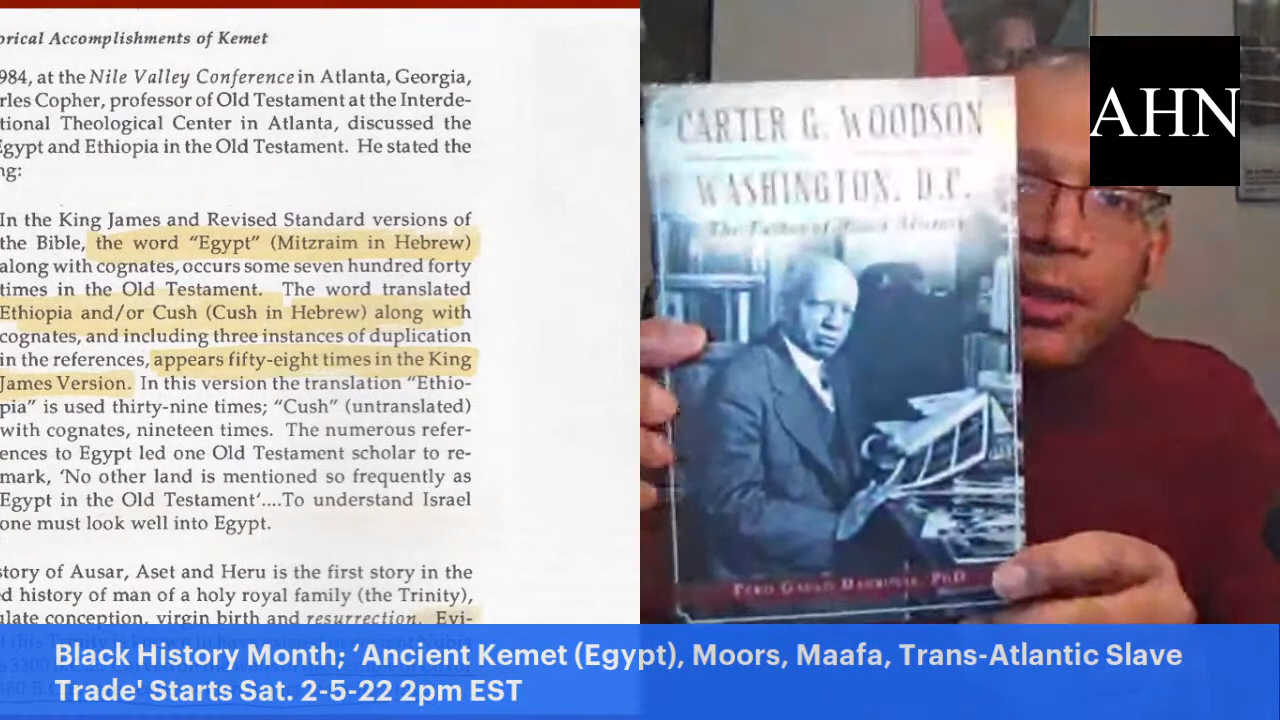 orical Accomplishments of Kemet
984, at the Nile Valley Conference in Atlanta, Georgia,
rles Copher, professor of Old Testament at the Interde-
tional Theological Center in Atlanta, discussed the
Egypt and Ethiopia in the Old Testament. He stated the
ng:
In the King James and Revised Standard versions of
the Bible, the word "Egypt" (Mitzraim in Hebrew)
along with cognates, occurs some seven hundred forty
times in the Old Testament. The word translated
Ethiopia and/or Cush (Cush in Hebrew) along with
cognates, and including three instances of duplication
in the references, appears fifty-eight times in the King
James Version. In this version the translation "Ethio-
pia" is used thirty-nine times; "Cush" (untranslated)
with cognates, nineteen times. The numerous refer-
ences to Egypt led one Old Testament scholar to re-
mark, 'No other land is mentioned so frequently as
Egypt in the Old Testament'....To understand Israel
one must look well into Egypt.
story of Ausar, Aset and Heru is the first story in the
ed history of man of a holy royal family (the Trinity),
ulate conception, virgin birth and resurrection. Evi-
CARTER G. WOODSON
WASHINGTON, D.C.
The Father of Black History
PhD
AHN
Black History Month; ‘Ancient Kemet (Egypt), Moors, Maafa, Trans-Atlantic Slave
Trade' Starts Sat. 2-5-22 2pm EST